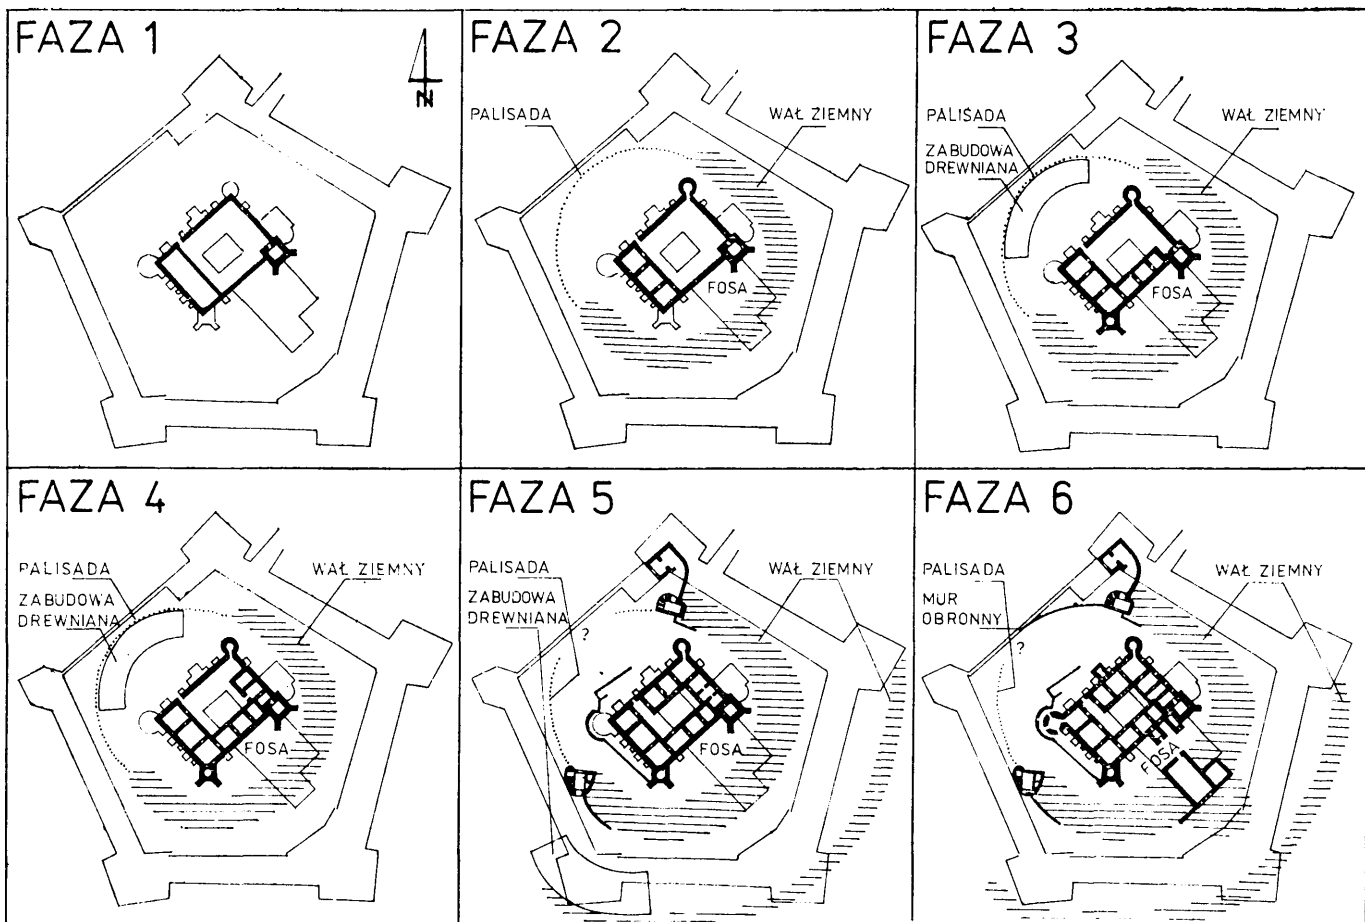 FAZA 1
N
FAZA 2
PALISADA
WAŁ ZIEMNY
FOSA
FAZA 3
PALISADA
WAŁ ZIEMNY
ZABUDOWA
DREWNIANA
FOSA
FAZA 4
PALISADA
WAŁ ZIEMNY
ZABUDOWA
DREWNIANA
FOSA
FAZA 5
PALISADA
WAŁ ZIEMNY
ZABUDOWA
DREWNIANA
?
FOSA
FAZA 6
PALISADA
WAŁ ZIEMNY
MUR
OBRONNY
?
FOSA